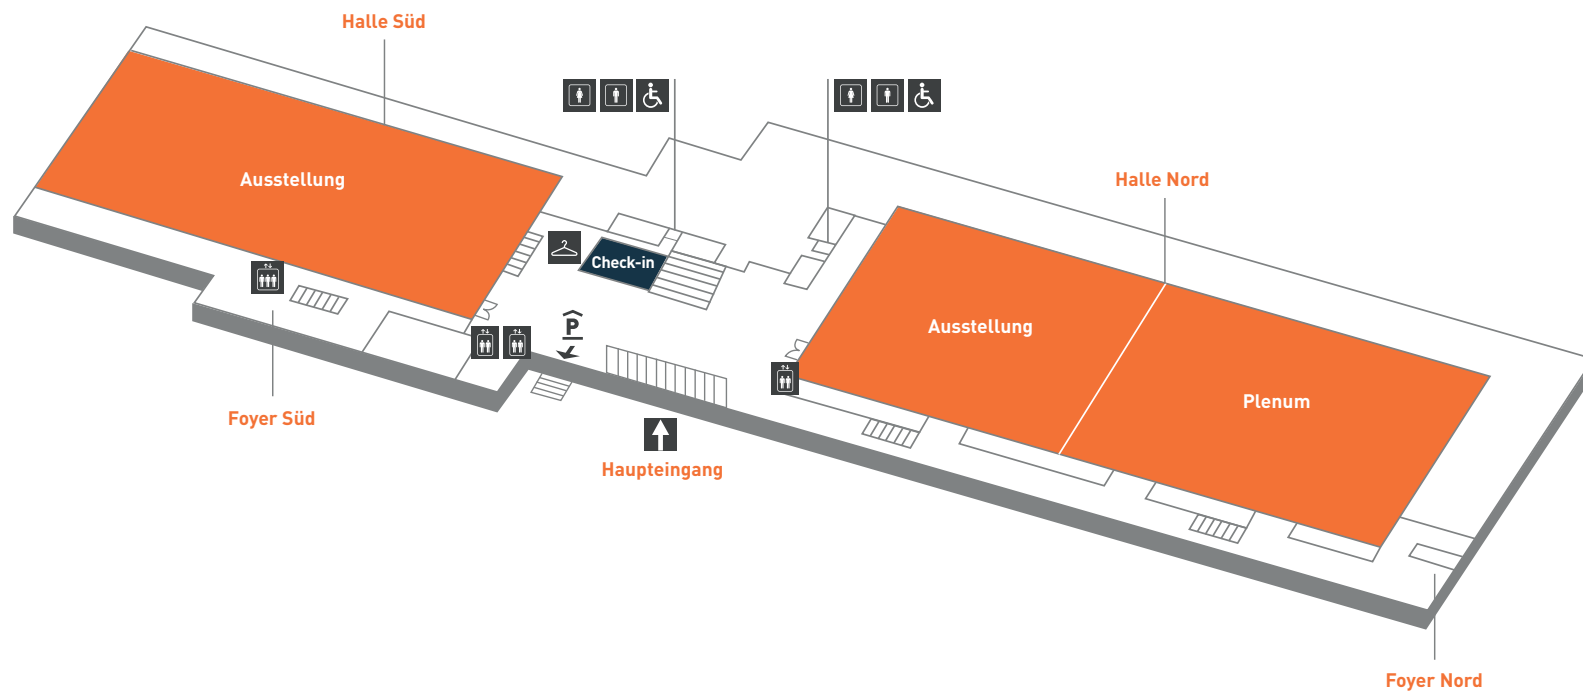 Halle Süd
Ausstellung
Halle Nord
Check-in
P
Ausstellung
Plenum
Foyer Süd
Haupteingang
Foyer Nord